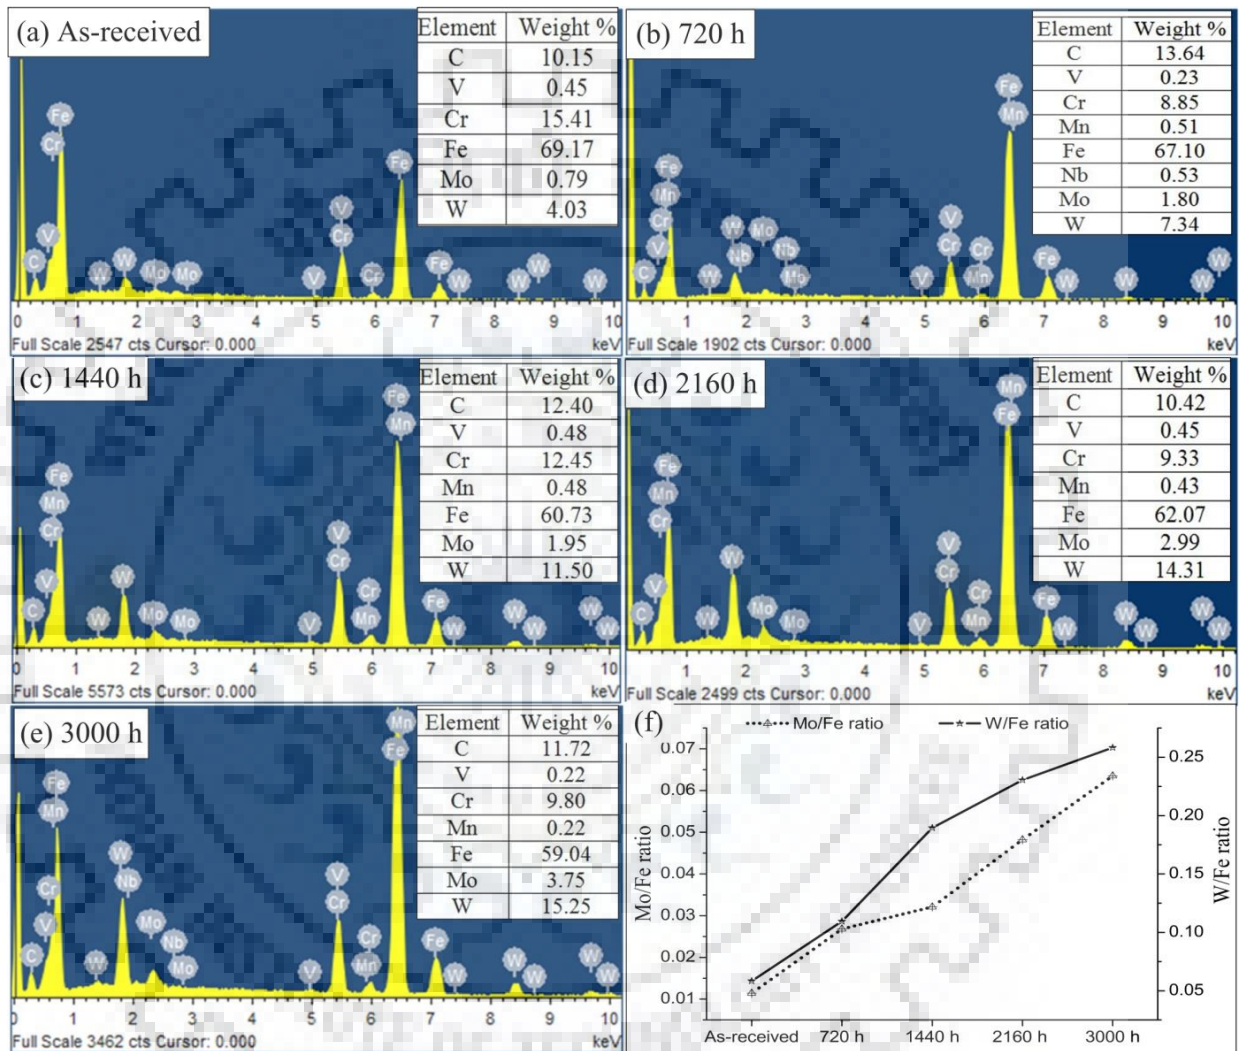 (a) As-received
Element Weight %
C 10.15
V 0.45
Cr 15.41
Fe 69.17
Mo 0.79
W 4.03
Fe
Cr
V
C
W
W
Mo
Mo
V
V
Cr
Cr
Fe
Fe
W
W
W
W
0 1 2 3 4 5 6 7 8 9 10
Full Scale 2547 cts Cursor: 0.000 keV
(b) 720 h
Element Weight %
C 13.64
V 0.23
Cr 8.85
Mn 0.51
Fe 67.10
Nb 0.53
Mo 1.80
W 7.34
Fe
Mn
Cr
V
C
W
W
Nb
Mo
Nb
Mo
V
V
Cr
Cr
Mn
Fe
Mn
Fe
W
W
W
W
1 2 3 4 5 6 7 8 9 10
Full Scale 1902 cts Cursor: 0.000 keV
(c) 1440 h
Element Weight %
C 12.40
V 0.48
Cr 12.45
Mn 0.48
Fe 60.73
Mo 1.95
W 11.50
Fe
Mn
Cr
V
C
W
W
Mo
Mo
V
V
Cr
Cr
Mn
Fe
Mn
Fe
W
W
W
W
W
0 1 2 3 4 5 6 7 8 9 10
Full Scale 5573 cts Cursor: 0.000 keV
(d) 2160 h
Element Weight %
C 10.42
V 0.45
Cr 9.33
Mn 0.43
Fe 62.07
Mo 2.99
W 14.31
Fe
Mn
Cr
V
C
W
W
Mo
Mo
V
V
Cr
Cr
Mn
Mn
Fe
Fe
W
W
W
W
W
1 2 3 4 5 6 7 8 9 10
Full Scale 2499 cts Cursor: 0.000 keV
(e) 3000 h
Element Weight %
C 11.72
V 0.22
Cr 9.80
Mn 0.22
Fe 59.04
Mo 3.75
W 15.25
Fe
Mn
Cr
V
C
W
W
Nb
Mo
Nb
Mo
V
V
Cr
Cr
Mn
Mn
Fe
Fe
W
W
W
W
W
0 1 2 3 4 5 6 7 8 9 10
Full Scale 3462 cts Cursor: 0.000 keV
(f)
Mo/Fe ratio W/Fe ratio
0.07
0.06
0.05
0.04
0.03
0.02
0.01
Mo/Fe ratio
0.25
0.20
0.15
0.10
0.05
W/Fe ratio
As-received 720 h 1440 h 2160 h 3000 h